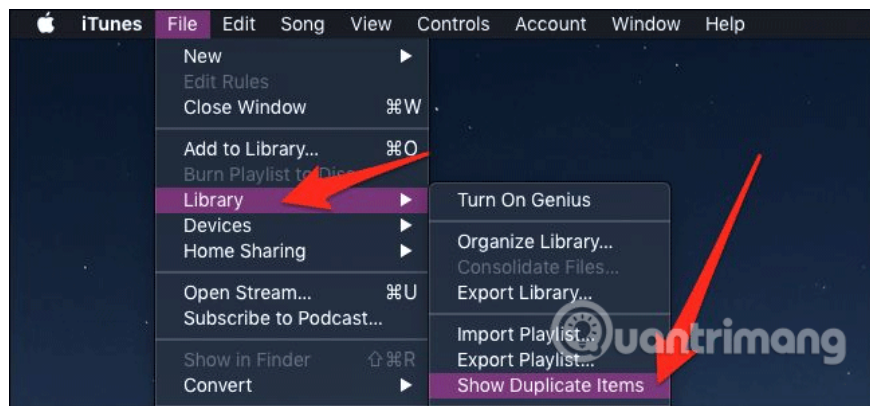 iTunes File Edit Song View Controls Account Window Help
New
Edit Rules
Close Window ⌘W
Add to Library... ⌘O
Burn Playlist to Dis
Library
Devices
Home Sharing
Open Stream... ⌘U
Subscribe to Podcast...
Show in Finder ⇧⌘R
Convert
Turn On Genius
Organize Library...
Consolidate Files...
Export Library...
Import Playlist...
Export Playlist...
Show Duplicate Items
Quantrimang